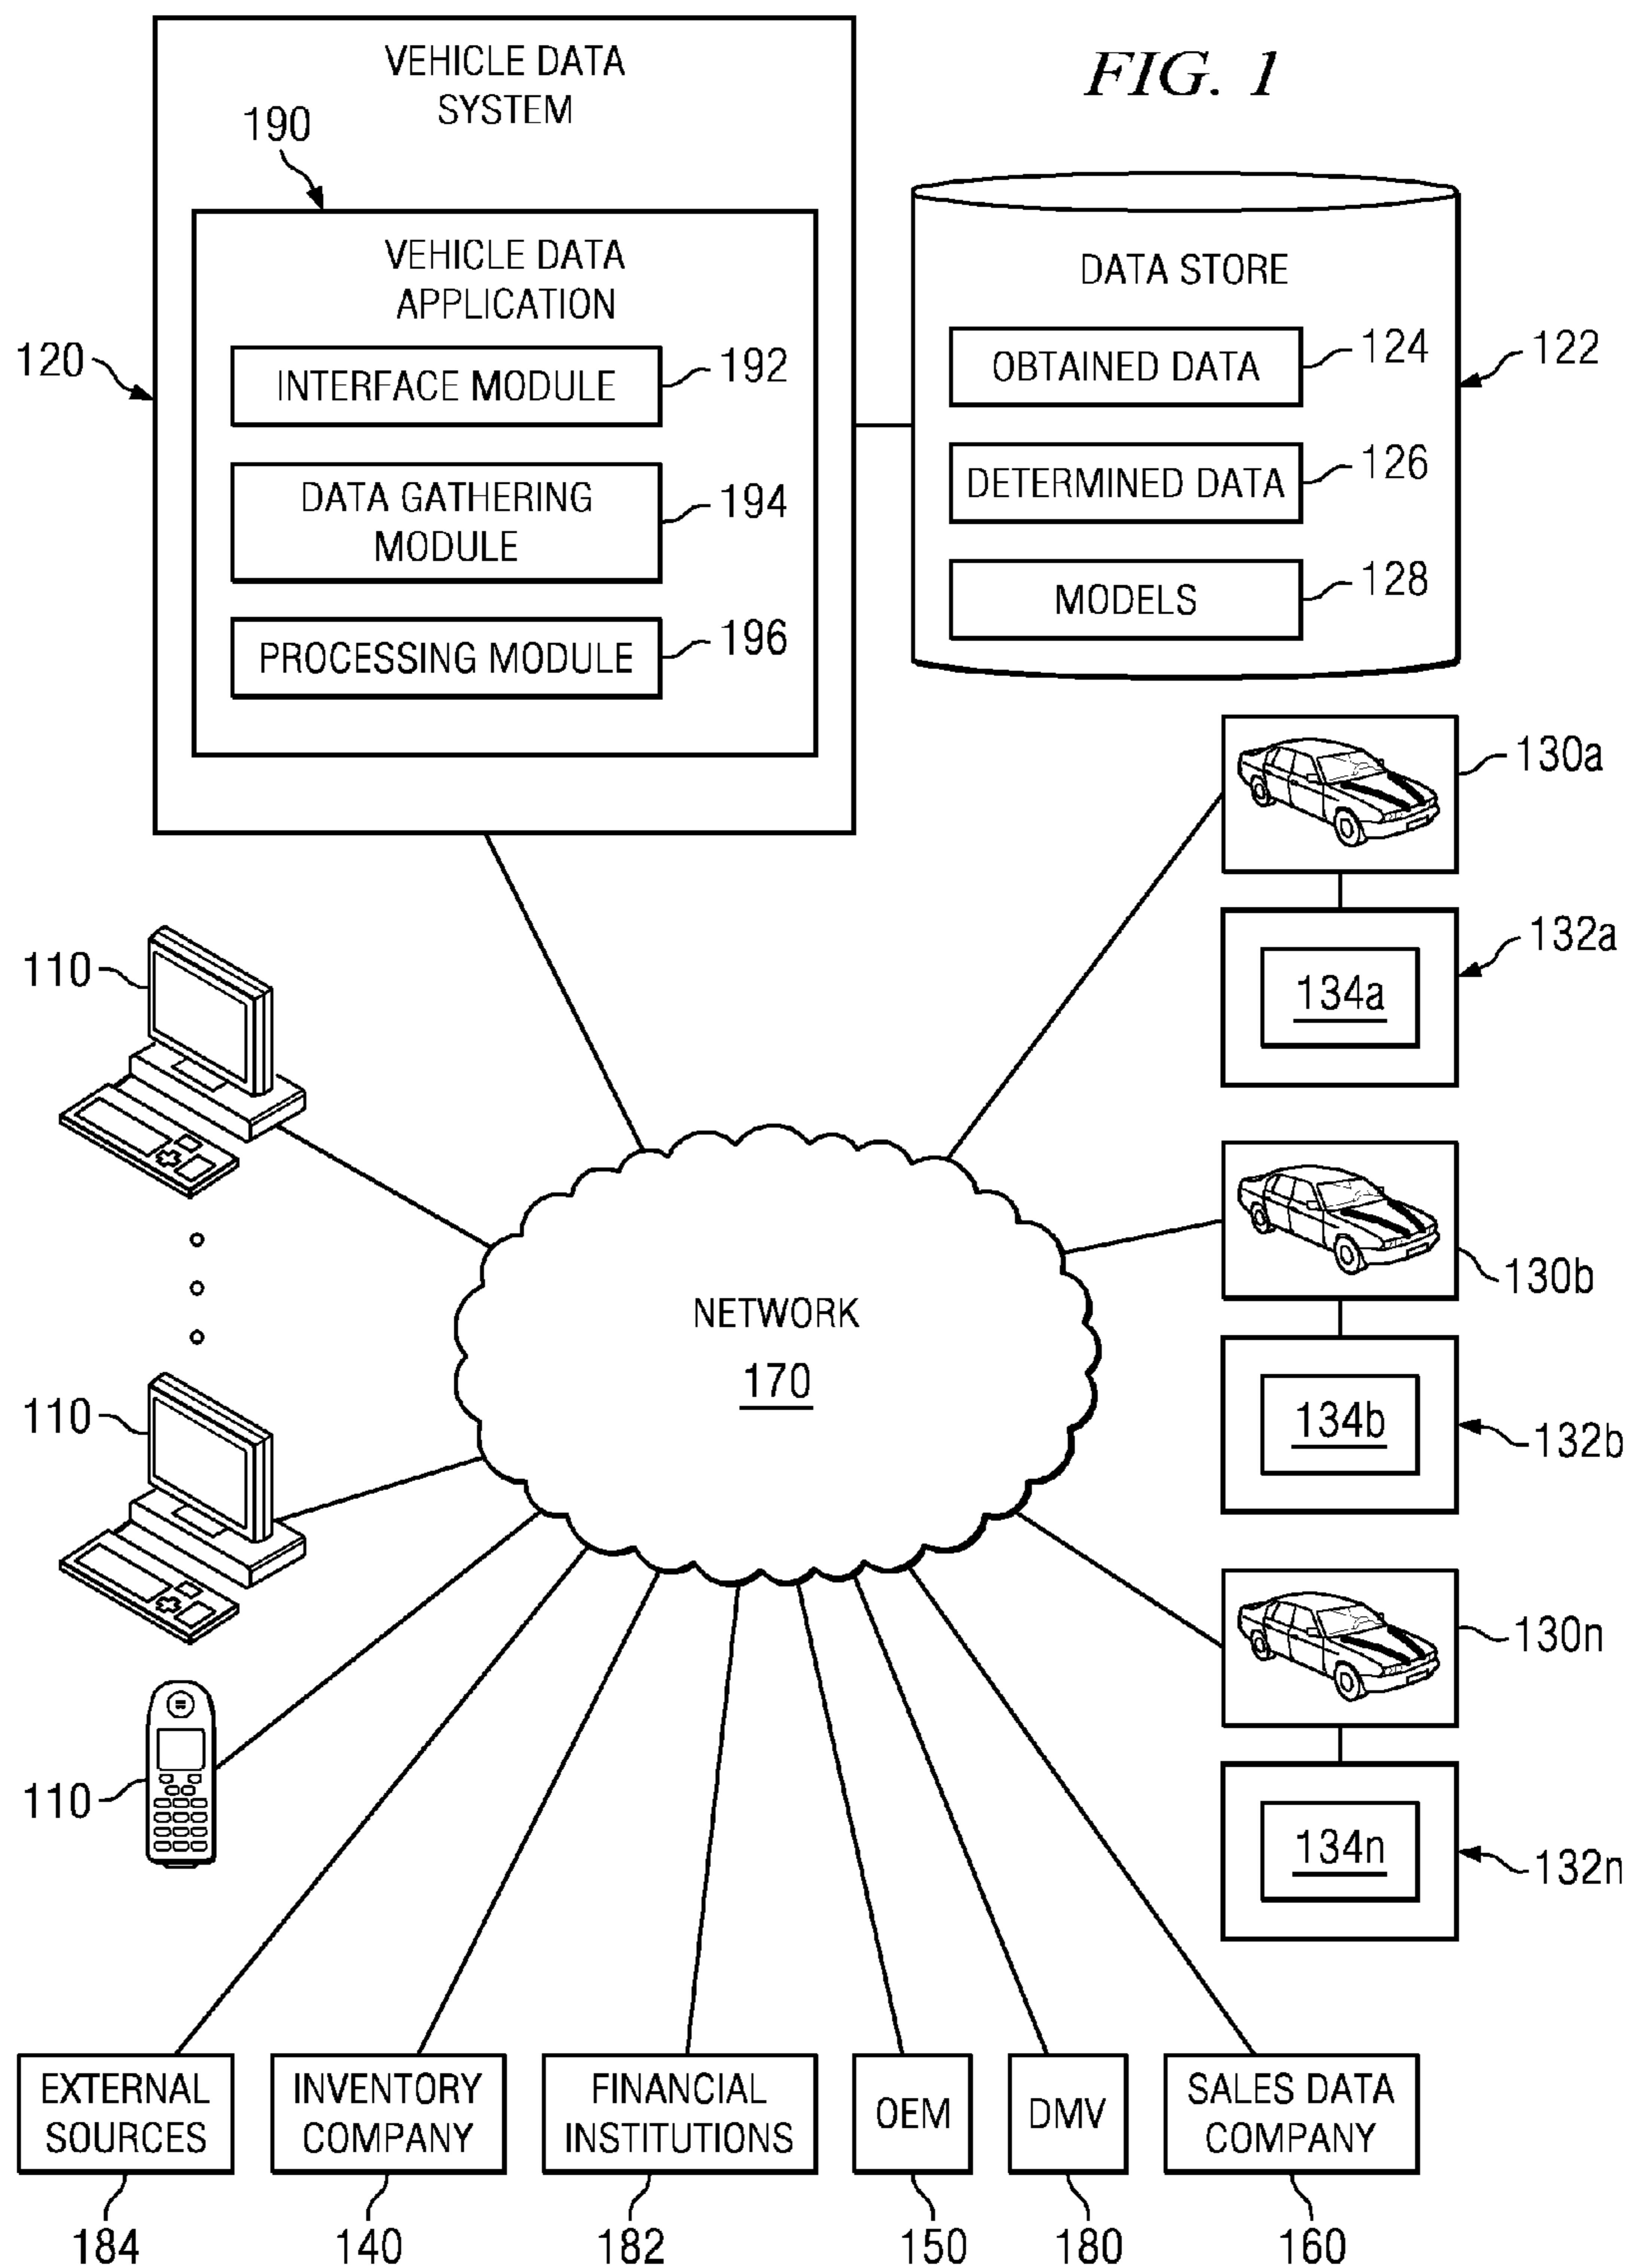 FIG. 1
VEHICLE DATA
SYSTEM
190
VEHICLE DATA
APPLICATION
120
INTERFACE MODULE
192
DATA GATHERING
MODULE
194
PROCESSING MODULE
196
DATA STORE
OBTAINED DATA
124
122
DETERMINED DATA
126
MODELS
128
130a
132a
134a
110
130b
NETWORK
170
110
134b
132b
130n
110
134n
132n
EXTERNAL
SOURCES
INVENTORY
COMPANY
FINANCIAL
INSTITUTIONS
OEM
DMV
SALES DATA
COMPANY
184
140
182
150
180
160